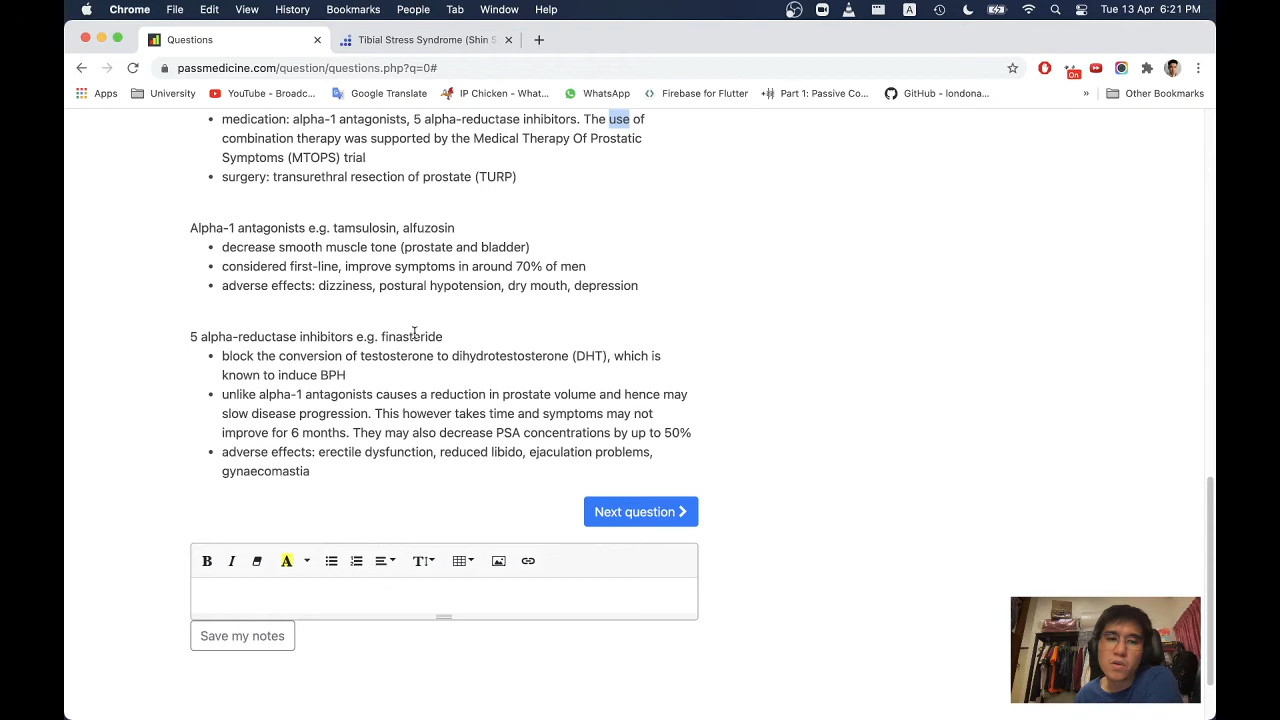 Chrome File Edit View History Bookmarks People Tab Window Help A Tue 13 Apr 6:21 PM
Questions Tibial Stress Syndrome (Shin S
passmedicine.com/question/questions.php?q=0# On
Apps University YouTube - Broadc... Google Translate IP Chicken - What... WhatsApp Firebase for Flutter Part 1: Passive Co... GitHub - londona... » Other Bookmarks
• medication: alpha-1 antagonists, 5 alpha-reductase inhibitors. The use of
combination therapy was supported by the Medical Therapy Of Prostatic
Symptoms (MTOPS) trial
• surgery: transurethral resection of prostate (TURP)
Alpha-1 antagonists e.g. tamsulosin, alfuzosin
• decrease smooth muscle tone (prostate and bladder)
• considered first-line, improve symptoms in around 70% of men
• adverse effects: dizziness, postural hypotension, dry mouth, depression
5 alpha-reductase inhibitors e.g. finasteride
• block the conversion of testosterone to dihydrotestosterone (DHT), which is
known to induce BPH
• unlike alpha-1 antagonists causes a reduction in prostate volume and hence may
slow disease progression. This however takes time and symptoms may not
improve for 6 months. They may also decrease PSA concentrations by up to 50%
• adverse effects: erectile dysfunction, reduced libido, ejaculation problems,
gynaecomastia
Next question
B I A T
Save my notes